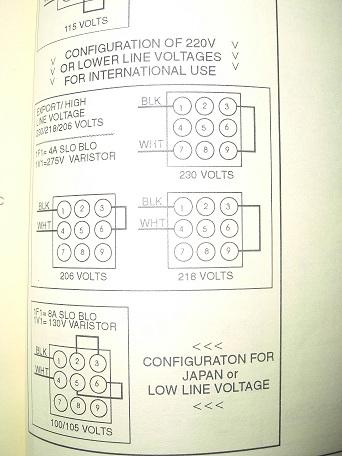 115 VOLTS
CONFIGURATION OF 220V
OR LOWER LINE VOLTAGES
FOR INTERNATIONAL USE
EXPORT/HIGH
LINE VOLTAGE
230/218/206 VOLTS
1F1= 4A SLO BLO
1V1=275V VARISTOR
BLK
WHT
1 2 3
4 5 6
7 8 9
230 VOLTS
BLK
WHT
1 2 3
4 5 6
7 8 9
206 VOLTS
BLK
WHT
1 2 3
4 5 6
7 8 9
218 VOLTS
1F1= 8A SLO BLO
1V1= 130V VARISTOR
BLK
WHT
1 2 3
4 5 6
7 8 9
100/105 VOLTS
<<<
CONFIGURATON FOR
JAPAN or
LOW LINE VOLTAGE
<<<